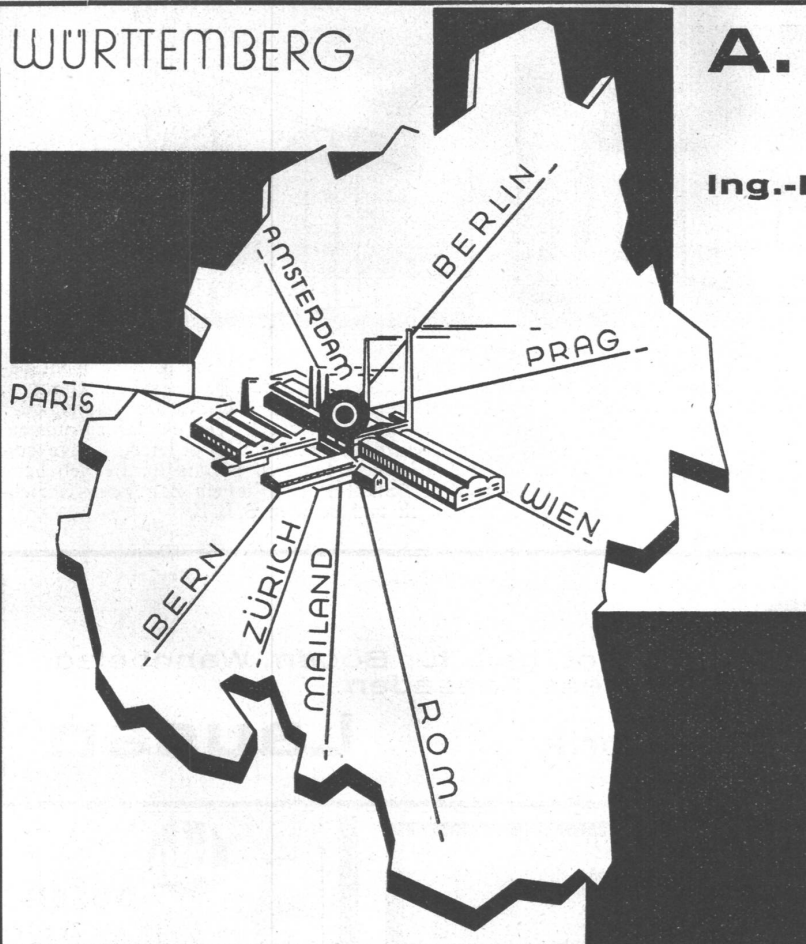 WÜRTTEMBERG
A.
Ing.-
AMSTERDAM
BERLIN
PRAG
PARIS
WIEN
BERN
ZÜRICH
MAILAND
ROM